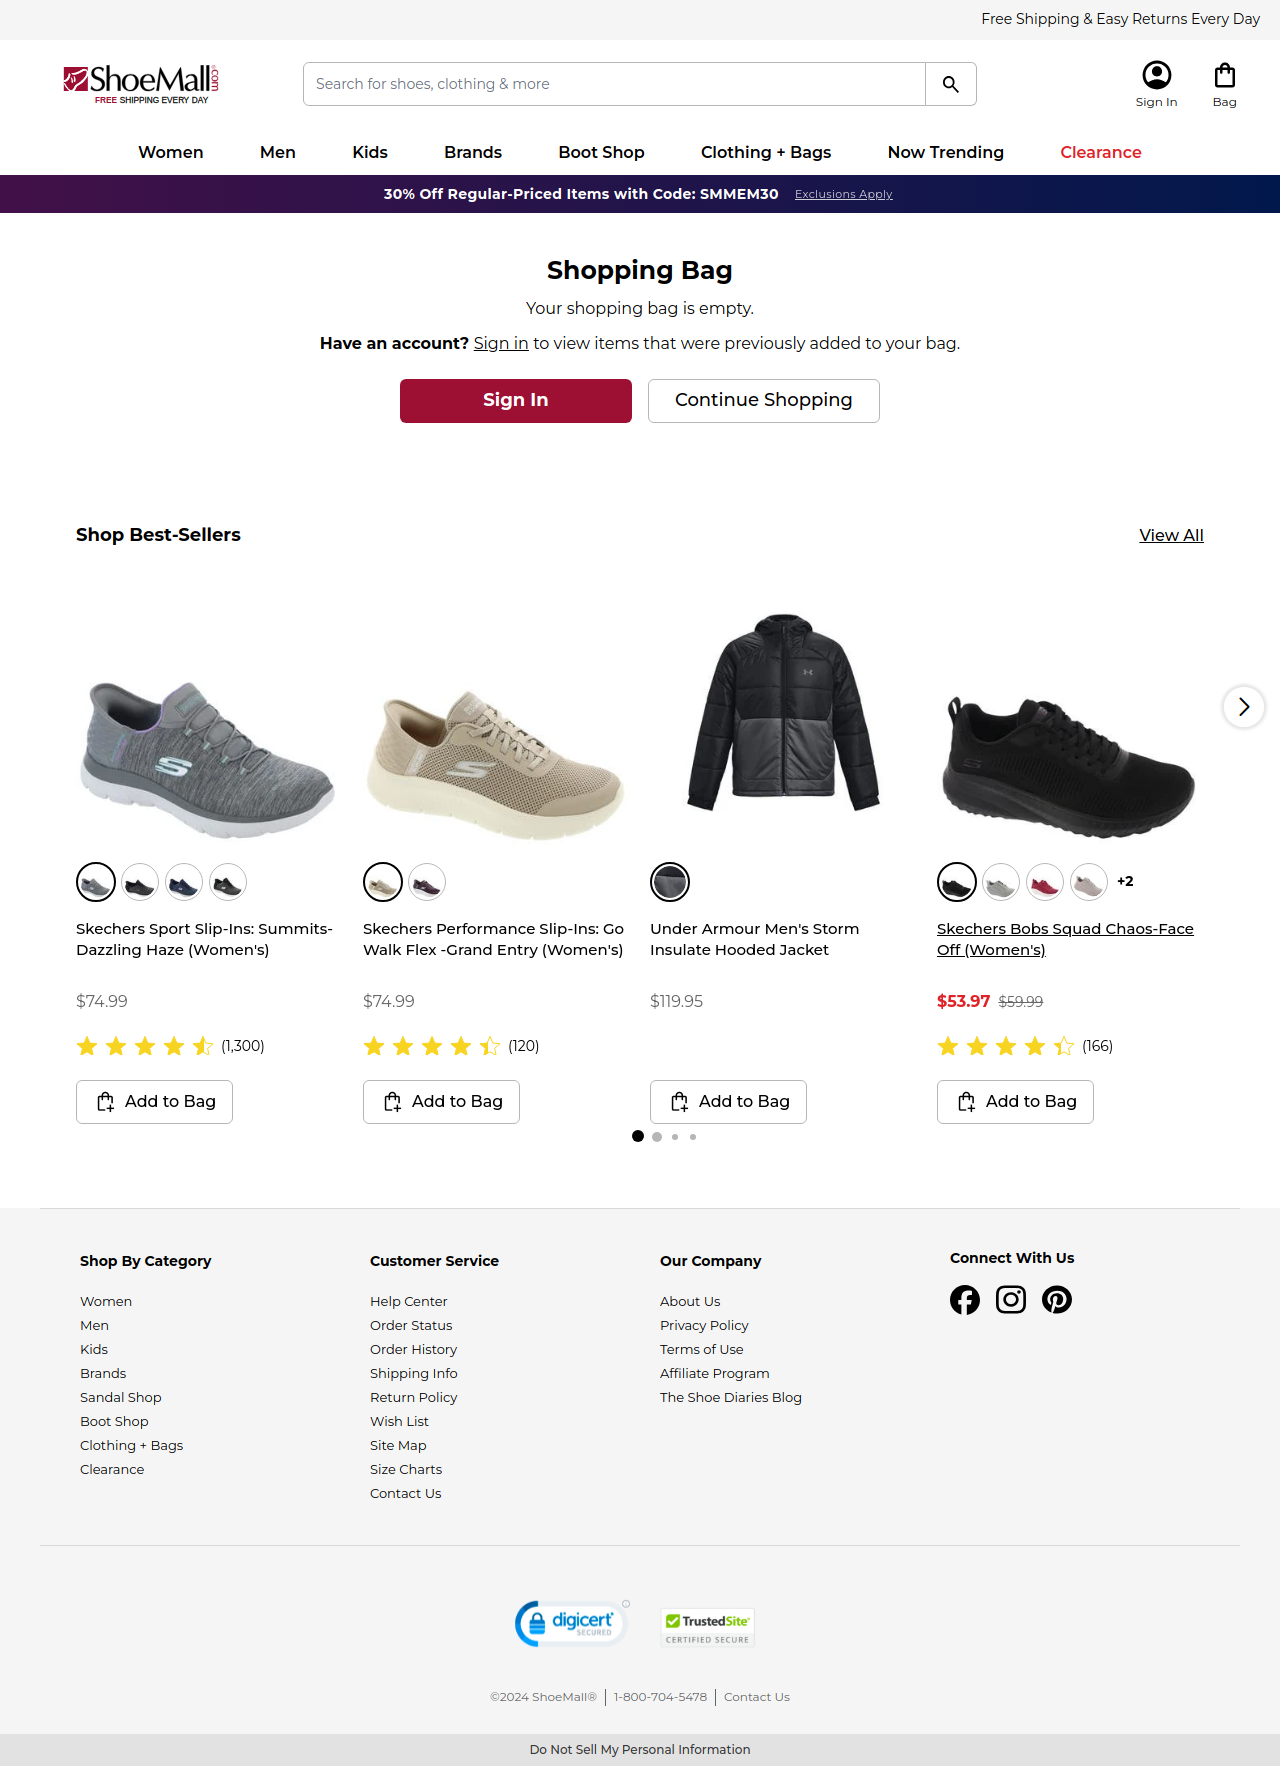 Free Shipping & Easy Returns Every Day
ShoeMall.com
FREE SHIPPING EVERY DAY
Search for shoes, clothing & more
Sign In
Bag
Women
Men
Kids
Brands
Boot Shop
Clothing + Bags
Now Trending
Clearance
30% Off Regular-Priced Items with Code: SMMEM30
Exclusions Apply
Shopping Bag
Your shopping bag is empty.
Have an account? Sign in to view items that were previously added to your bag.
Sign In
Continue Shopping
Shop Best-Sellers
View All
+2
Skechers Sport Slip-Ins: Summits-
Dazzling Haze (Women's)
$74.99
(1,300)
Add to Bag
Skechers Performance Slip-Ins: Go
Walk Flex -Grand Entry (Women's)
$74.99
(120)
Add to Bag
Under Armour Men's Storm
Insulate Hooded Jacket
$119.95
Add to Bag
Skechers Bobs Squad Chaos-Face
Off (Women's)
$53.97 $59.99
(166)
Add to Bag
Shop By Category
Women
Men
Kids
Brands
Sandal Shop
Boot Shop
Clothing + Bags
Clearance
Customer Service
Help Center
Order Status
Order History
Shipping Info
Return Policy
Wish List
Site Map
Size Charts
Contact Us
Our Company
About Us
Privacy Policy
Terms of Use
Affiliate Program
The Shoe Diaries Blog
Connect With Us
digicert
SECURED
TrustedSite
CERTIFIED SECURE
©2024 ShoeMall®
1-800-704-5478
Contact Us
Do Not Sell My Personal Information